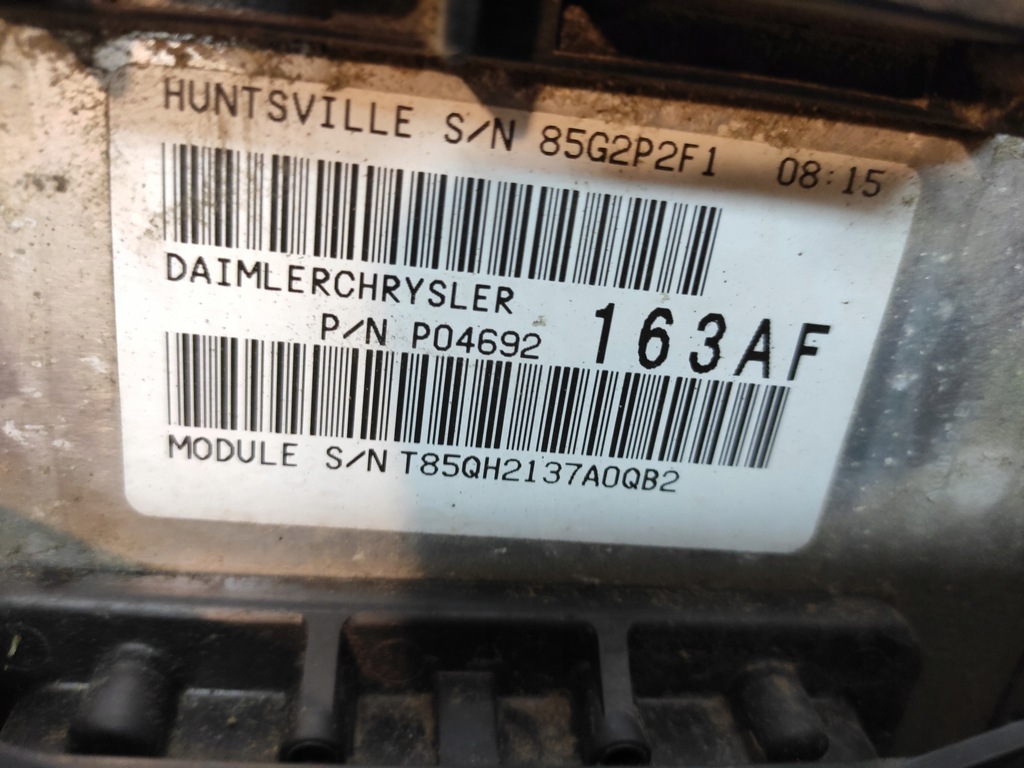 HUNTSVILLE S/N 85G2P2F1 08:15
DAIMLERCHRYSLER
P/N P04692 163AF
MODULE S/N T85QH2137A0QB2